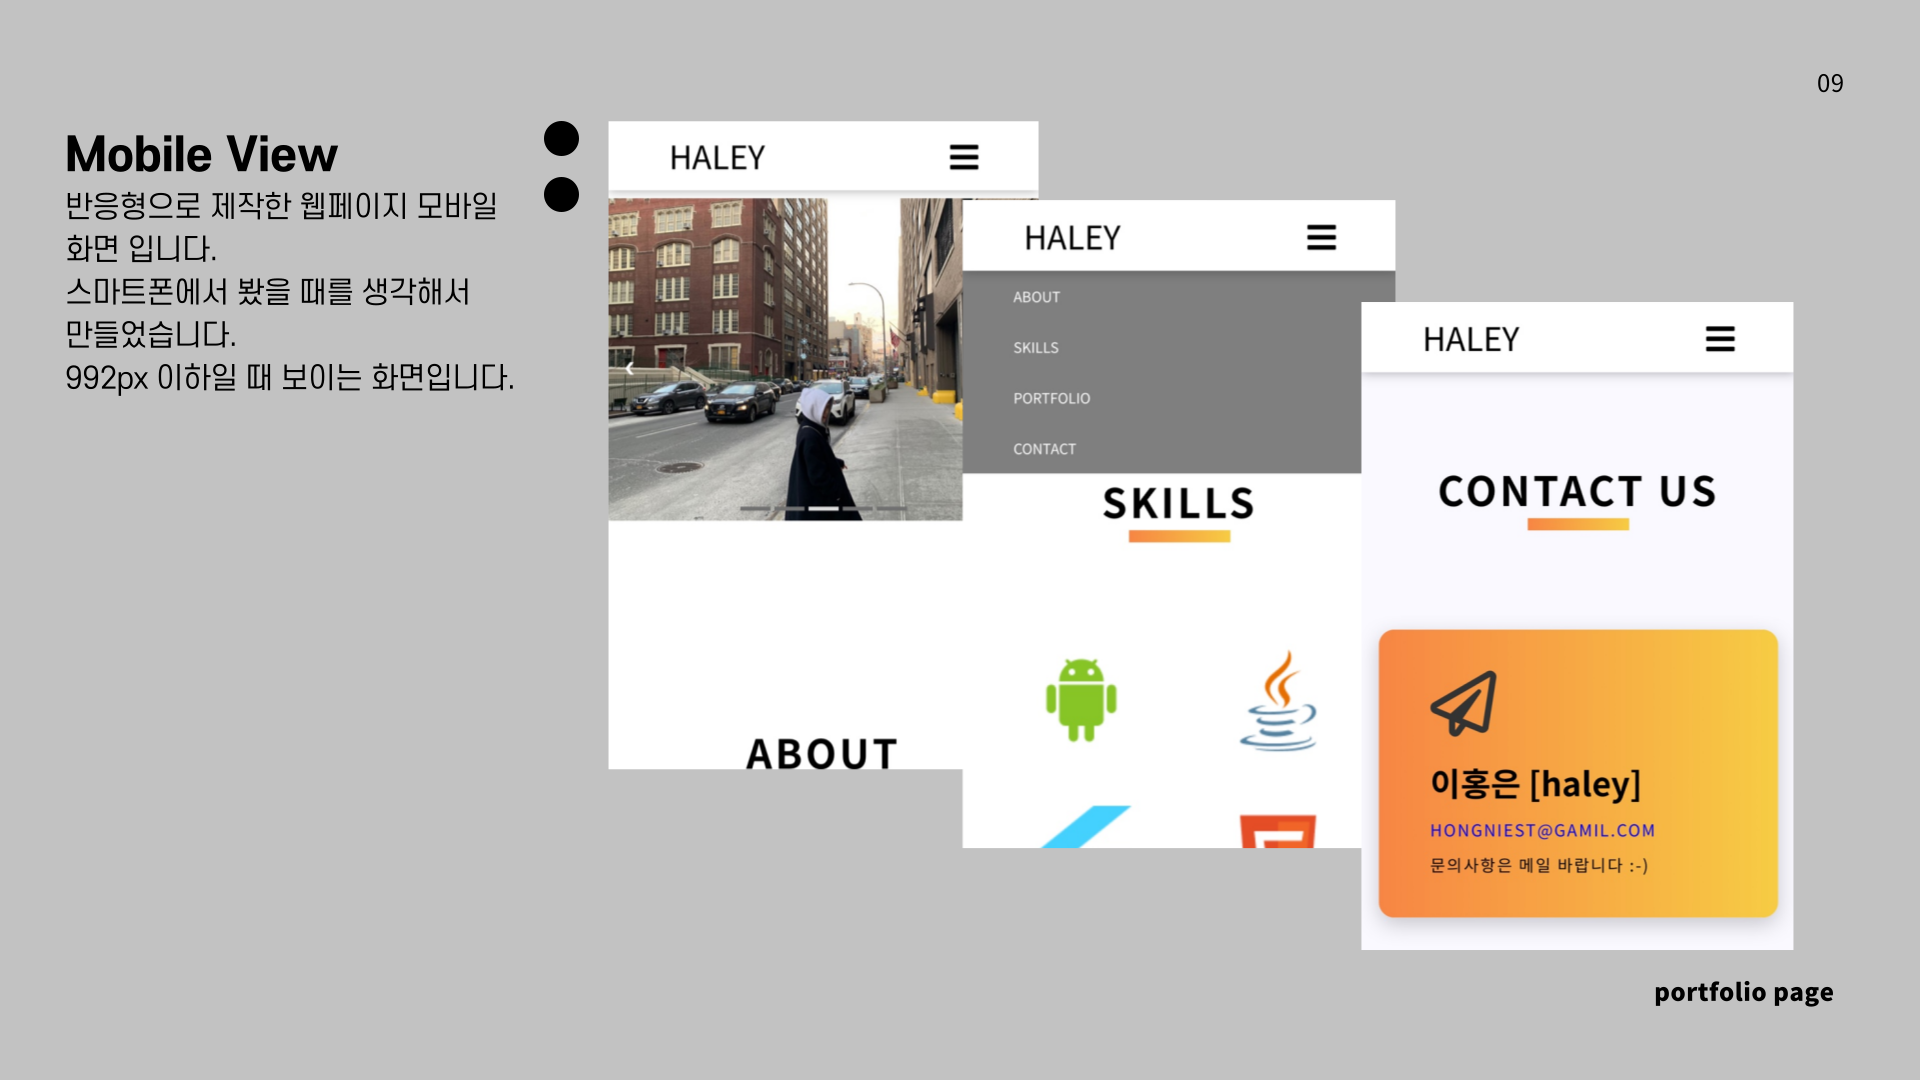 09
Mobile View
반응형으로 제작한 웹페이지 모바일
화면 입니다.
스마트폰에서 봤을 때를 생각해서
만들었습니다.
992px 이하일 때 보이는 화면입니다.
HALEY
ABOUT
HALEY
ABOUT
SKILLS
PORTFOLIO
CONTACT
SKILLS
HALEY
CONTACT US
이홍은 [haley]
HONGNIEST@GAMIL.COM
문의사항은 메일 바랍니다 :-)
portfolio page